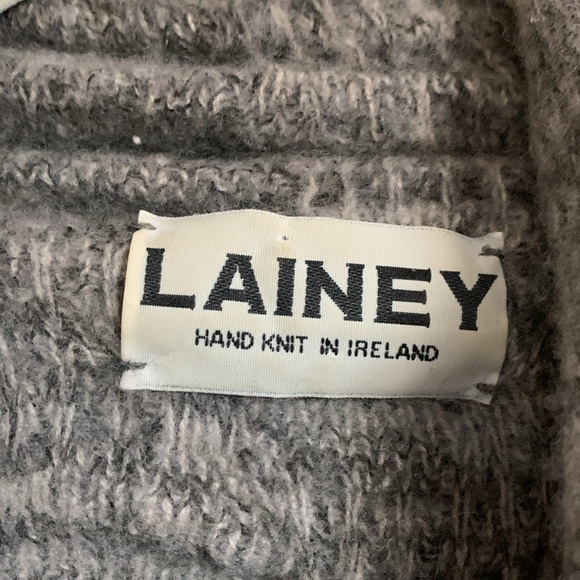 LAINEY
HAND KNIT IN IRELAND